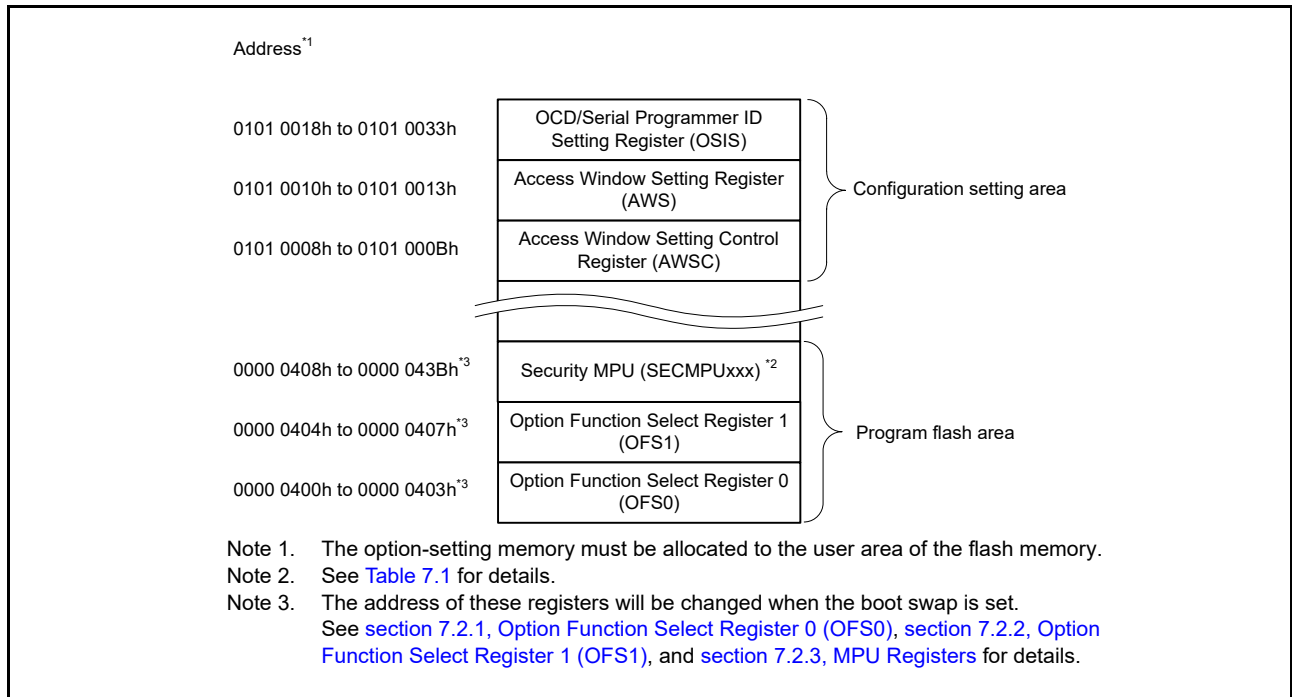 Address*1
0101 0018h to 0101 0033h
OCD/Serial Programmer ID
Setting Register (OSIS)
0101 0010h to 0101 0013h
Access Window Setting Register
(AWS)
Configuration setting area
0101 0008h to 0101 000Bh
Access Window Setting Control
Register (AWSC)
0000 0408h to 0000 043Bh*3
Security MPU (SECMPUxxx) *2
0000 0404h to 0000 0407h*3
Option Function Select Register 1
(OFS1)
Program flash area
0000 0400h to 0000 0403h*3
Option Function Select Register 0
(OFS0)
Note 1. The option-setting memory must be allocated to the user area of the flash memory.
Note 2. See Table 7.1 for details.
Note 3. The address of these registers will be changed when the boot swap is set.
See section 7.2.1, Option Function Select Register 0 (OFS0), section 7.2.2, Option
Function Select Register 1 (OFS1), and section 7.2.3, MPU Registers for details.